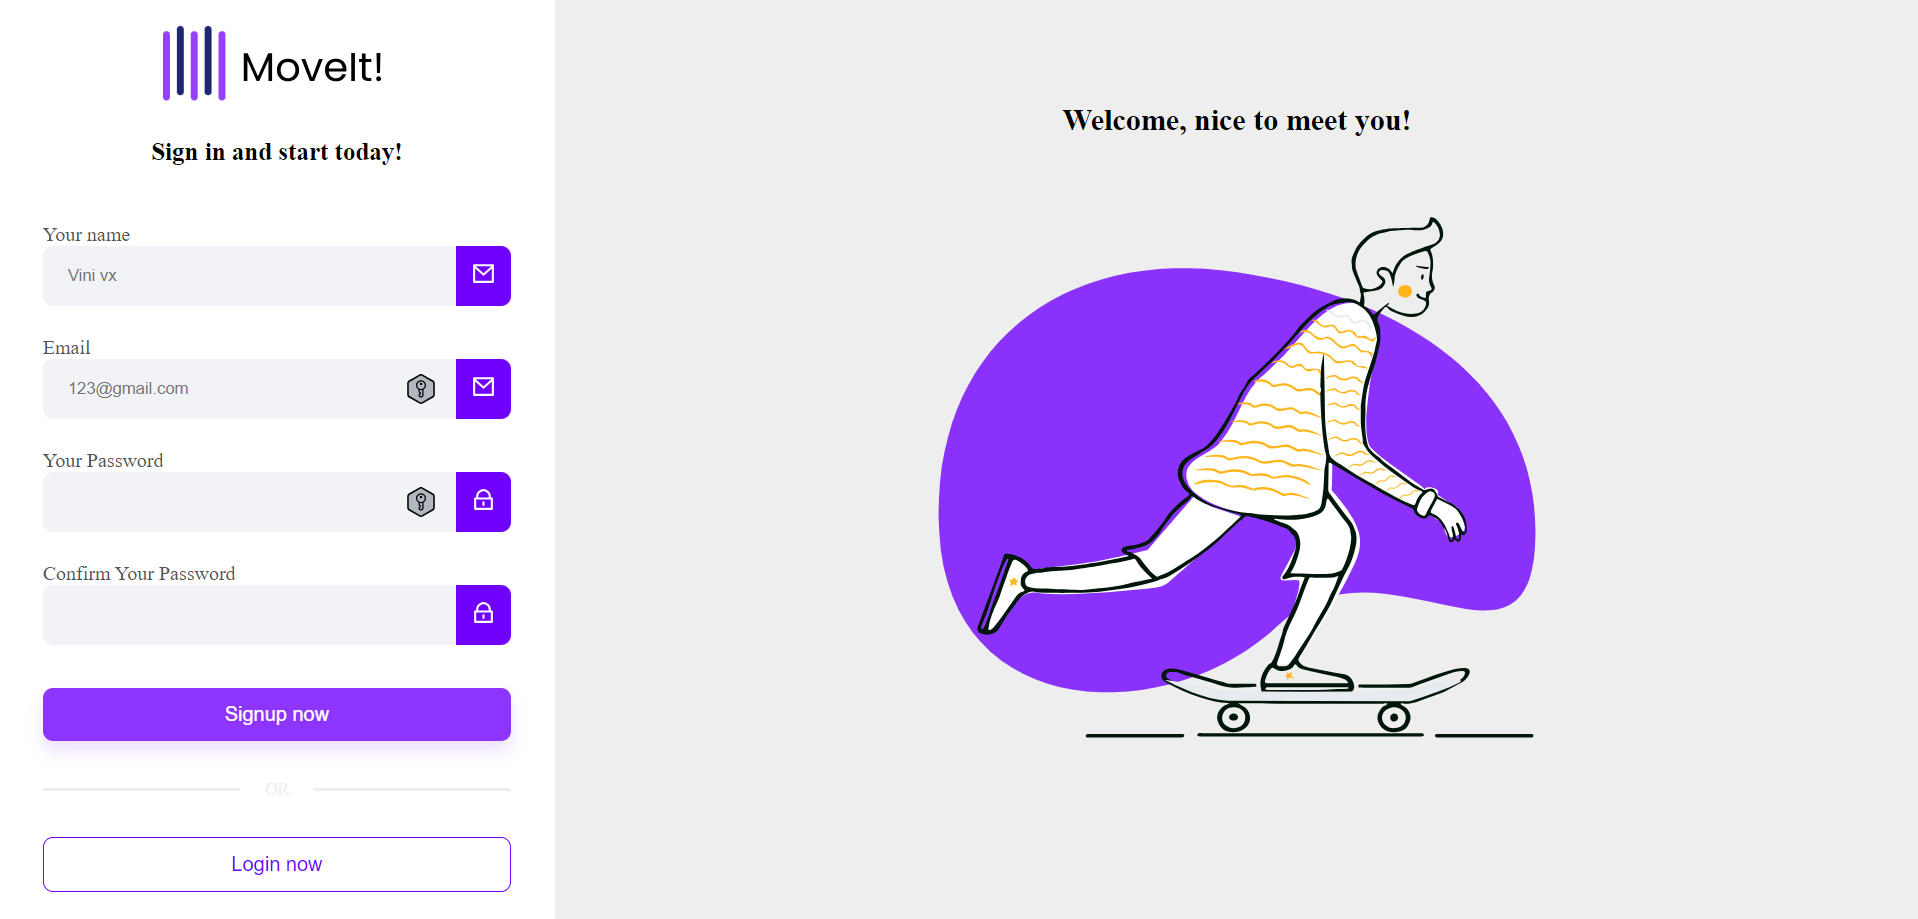 MoveIt!
Sign in and start today!
Your name
Vini vx
Email
123@gmail.com
Your Password
Confirm Your Password
Signup now
OR
Login now
Welcome, nice to meet you!